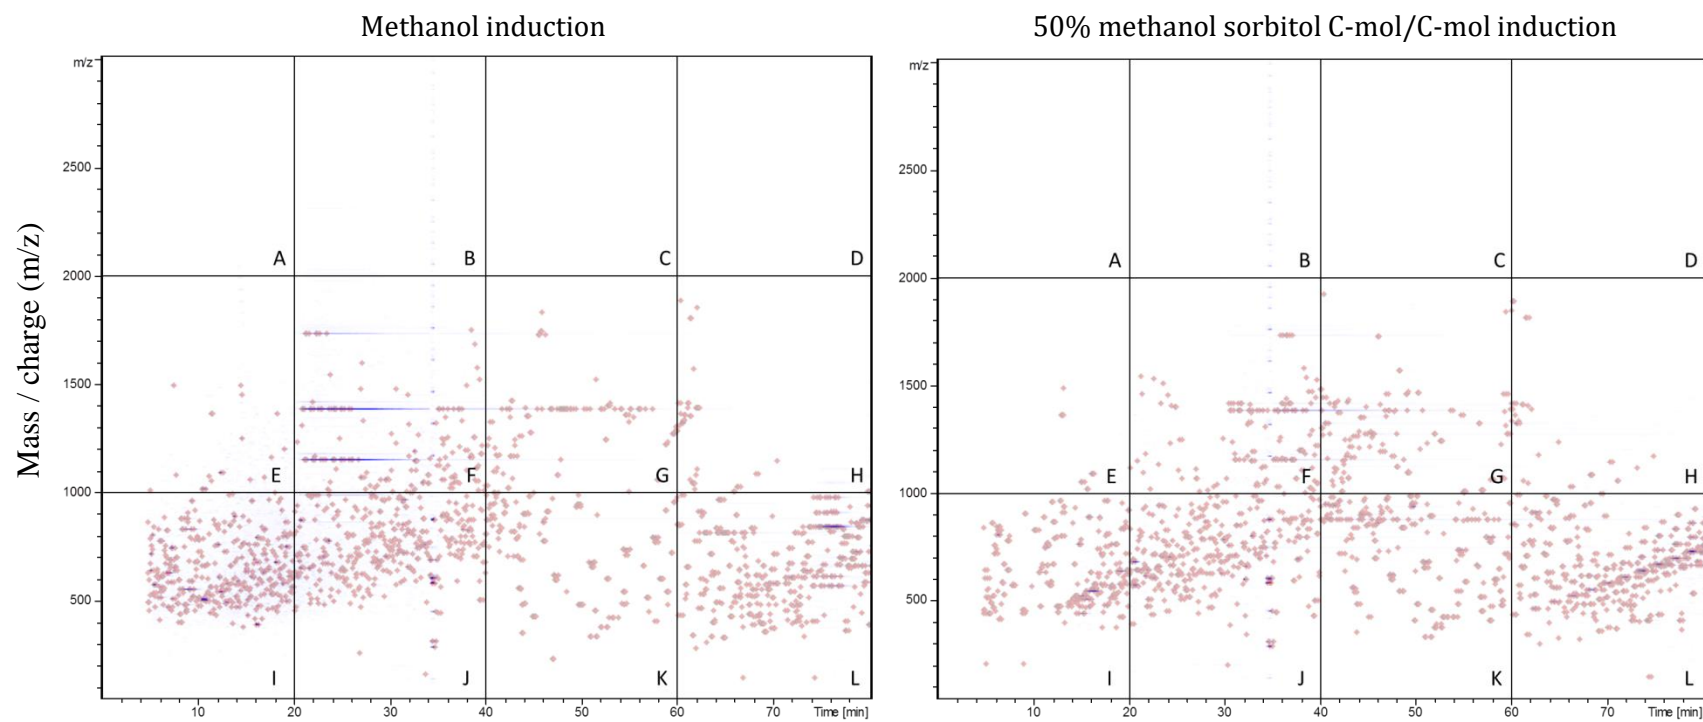 Methanol induction
50% methanol sorbitol C-mol/C-mol induction
Mass / charge (m/z)
m/z
2500
2000
1500
1000
500
A B C D
E F G H
I J K L
10 20 30 40 50 60 70 Time [min]
m/z
2500
2000
1500
1000
500
A B C D
E F G H
I J K L
10 20 30 40 50 60 70 Time [min]